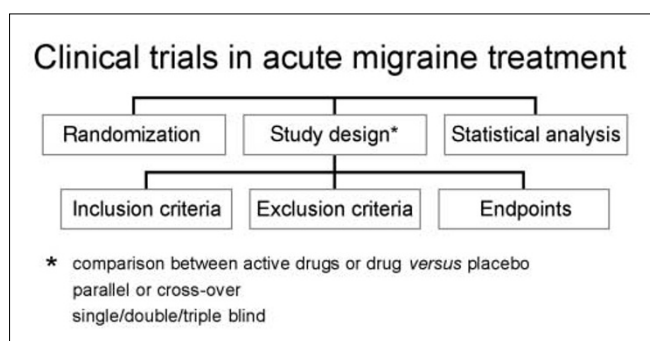 Clinical trials in acute migraine treatment
Randomization Study design* Statistical analysis
Inclusion criteria Exclusion criteria Endpoints
* comparison between active drugs or drug versus placebo
parallel or cross-over
single/double/triple blind